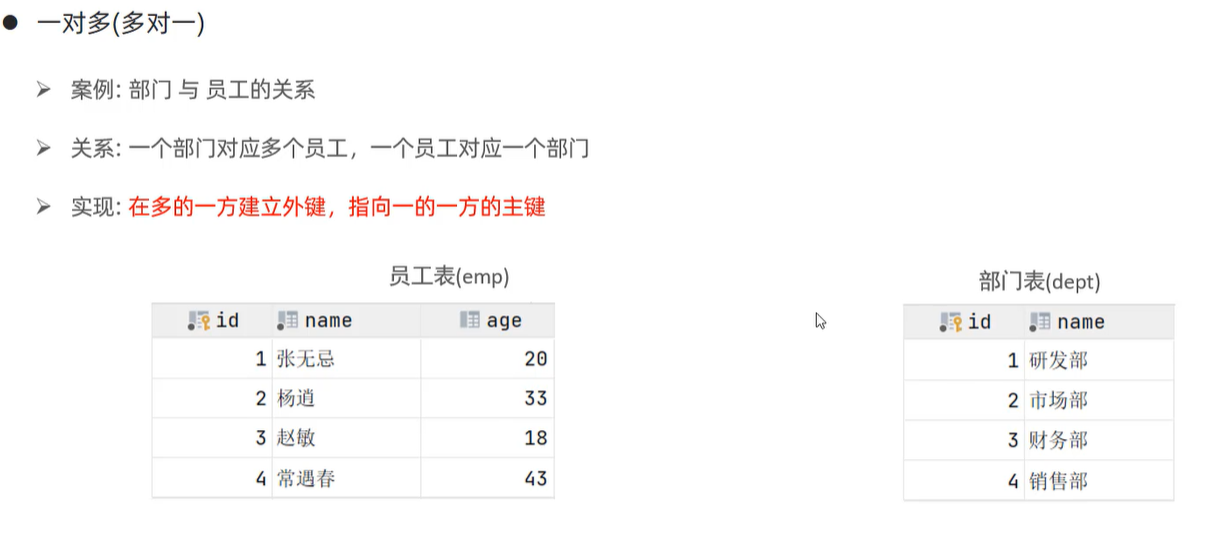 一对多(多对一)
案例: 部门 与 员工的关系
关系: 一个部门对应多个员工，一个员工对应一个部门
实现: 在多的一方建立外键，指向一的一方的主键
员工表(emp)
id name age
1 张无忌 20
2 杨逍 33
3 赵敏 18
4 常遇春 43
部门表(dept)
id name
1 研发部
2 市场部
3 财务部
4 销售部